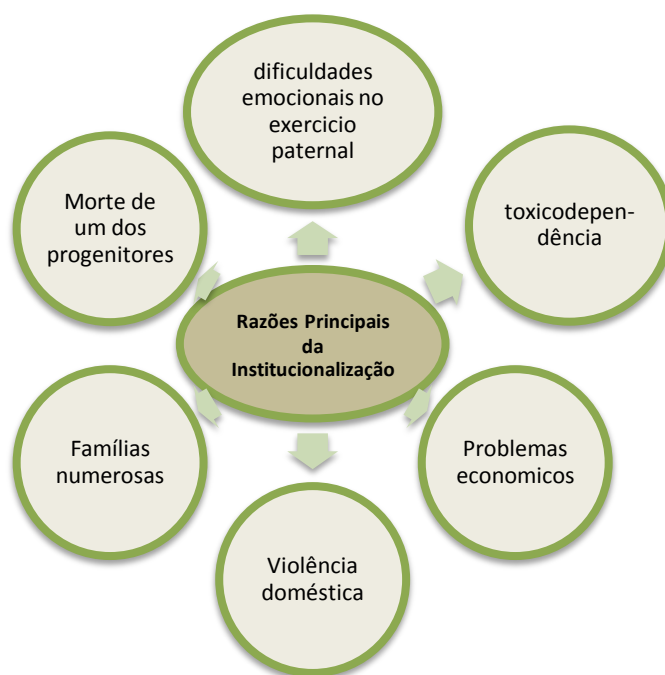 dificuldades
emocionais no
exercicio
paternal
Morte de
um dos
progenitores
toxicodepen-
dência
Razões Principais
da
Institucionalização
Famílias
numerosas
Problemas
economicos
Violência
doméstica